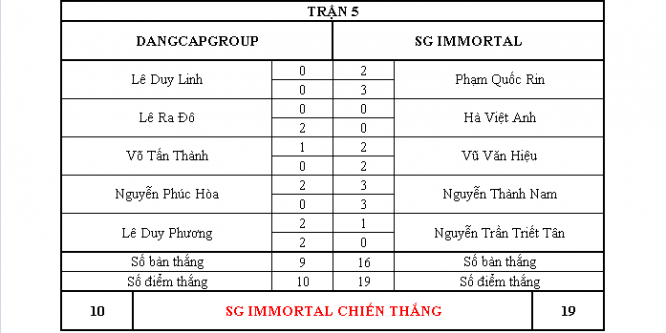 TRẬN 5
DANGCAPGROUP SG IMMORTAL
Lê Duy Linh 0 2 Phạm Quốc Rin
0 3
Lê Ra Đô 0 0 Hà Việt Anh
2 0
Võ Tấn Thành 1 2 Vũ Văn Hiệu
0 2
Nguyễn Phúc Hòa 2 3 Nguyễn Thành Nam
0 3
Lê Duy Phương 2 1 Nguyễn Trần Triết Tân
2 0
Số bàn thắng 9 16 Số bàn thắng
Số điểm thắng 10 19 Số điểm thắng
10 SG IMMORTAL CHIẾN THẮNG 19